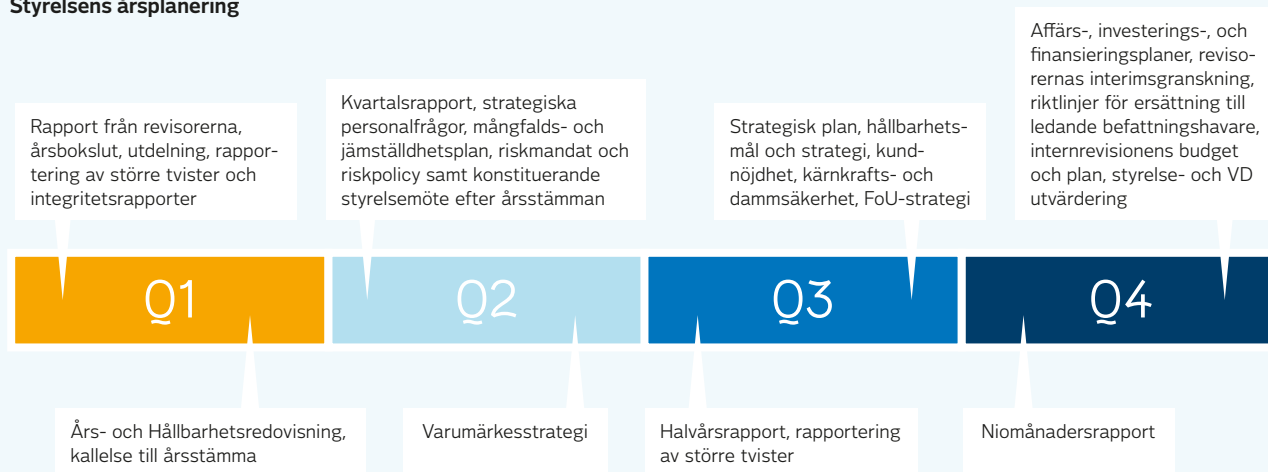 Styrelsens årsplanering
Rapport från revisorerna,
årsbokslut, utdelning, rappor-
tering av större tvister och
integritetsrapporter
Kvartalsrapport, strategiska
personalfrågor, mångfalds- och
jämställdhetsplan, riskmandat och
riskpolicy samt konstituerande
styrelsemöte efter årsstämman
Strategisk plan, hållbarhets-
mål och strategi, kund-
nöjdhet, kärnkrafts- och
dammsäkerhet, FoU-strategi
Affärs-, investerings-, och
finansieringsplaner, reviso-
rernas interimsgranskning,
riktlinjer för ersättning till
ledande befattningshavare,
internrevisionens budget
och plan, styrelse- och VD
utvärdering
Q1
Q2
Q3
Q4
Års- och Hållbarhetsredovisning,
kallelse till årsstämma
Varumärkesstrategi
Halvårsrapport, rapportering
av större tvister
Niomånadersrapport